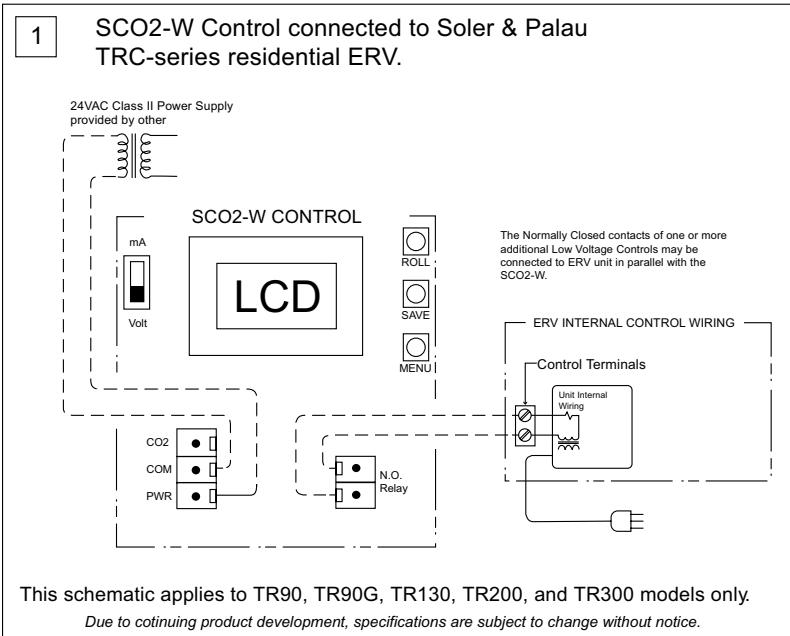 1
SCO2-W Control connected to Soler & Palau
TRC-series residential ERV.
24VAC Class II Power Supply
provided by other
SCO2-W CONTROL
mA
Volt
LCD
ROLL
SAVE
MENU
The Normally Closed contacts of one or more
additional Low Voltage Controls may be
connected to ERV unit in parallel with the
SCO2-W.
ERV INTERNAL CONTROL WIRING
Control Terminals
Unit Internal
Wiring
CO2
COM
PWR
N.O.
Relay
This schematic applies to TR90, TR90G, TR130, TR200, and TR300 models only.
Due to cotinuing product development, specifications are subject to change without notice.